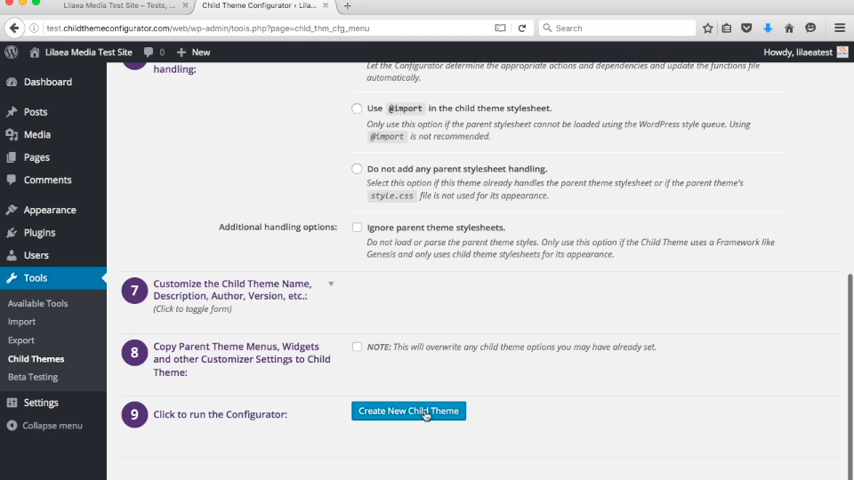 Lilaea Media Test Site – Tests, ...
Child Theme Configurator ‹ Lila...
test.childthemeconfigurator.com/web/wp-admin/tools.php?page=chld_thm_cfg_menu
Search
Lilaea Media Test Site
0
New
Howdy, lilaeatest
Dashboard
Posts
Media
Pages
Comments
Appearance
Plugins
Users
Tools
Available Tools
Import
Export
Child Themes
Beta Testing
Settings
Collapse menu
handling:
Let the Configurator determine the appropriate actions and dependencies and update the functions file
automatically.
Use @import in the child theme stylesheet.
Only use this option if the parent stylesheet cannot be loaded using the WordPress style queue. Using
@import is not recommended.
Do not add any parent stylesheet handling.
Select this option if this theme already handles the parent theme stylesheet or if the parent theme's
style.css file is not used for its appearance.
Additional handling options:
Ignore parent theme stylesheets.
Do not load or parse the parent theme styles. Only use this option if the Child Theme uses a Framework like
Genesis and only uses child theme stylesheets for its appearance.
7
Customize the Child Theme Name,
Description, Author, Version, etc.:
(Click to toggle form)
8
Copy Parent Theme Menus, Widgets
and other Customizer Settings to Child
Theme:
NOTE: This will overwrite any child theme options you may have already set.
9
Click to run the Configurator:
Create New Child Theme